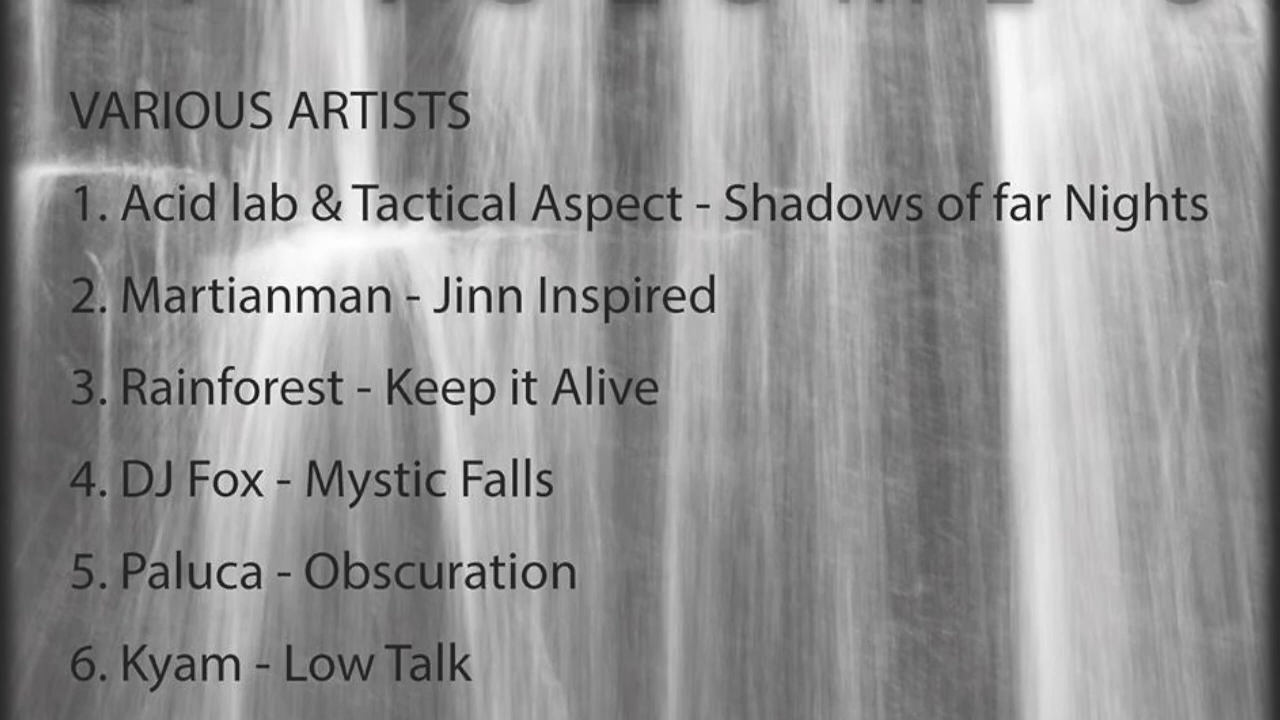 VARIOUS ARTISTS
1. Acid lab & Tactical Aspect - Shadows of far Nights
2. Martianman - Jinn Inspired
3. Rainforest - Keep it Alive
4. DJ Fox - Mystic Falls
5. Paluca - Obscuration
6. Kyam - Low Talk